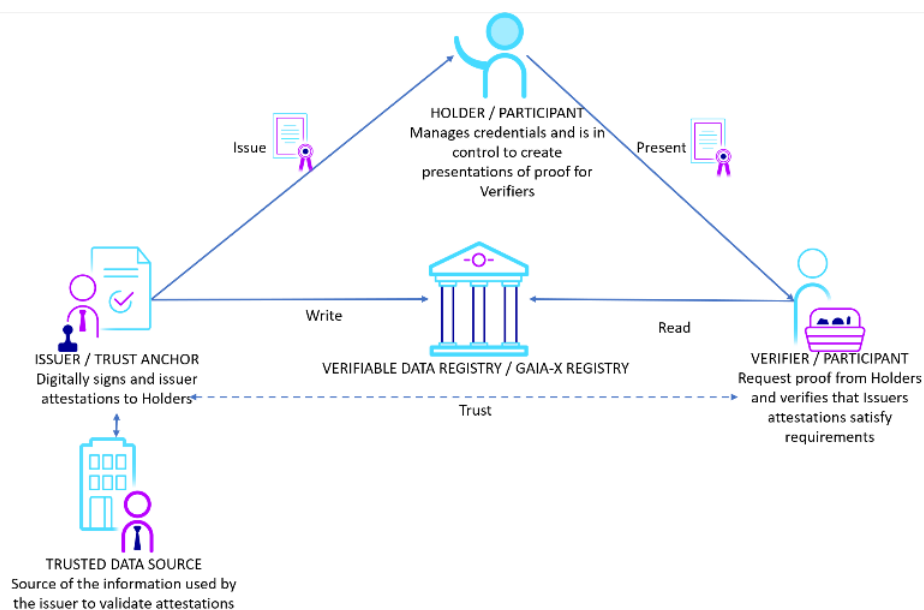 HOLDER / PARTICIPANT
Manages credentials and is in
control to create
presentations of proof for
Verifiers
Issue
Present
Write
Read
ISSUER / TRUST ANCHOR
Digitally signs and issuer
attestations to Holders
VERIFIABLE DATA REGISTRY / GAIA-X REGISTRY
VERIFIER / PARTICIPANT
Request proof from Holders
and verifies that Issuers
attestations satisfy
requirements
Trust
TRUSTED DATA SOURCE
Source of the information used by
the issuer to validate attestations